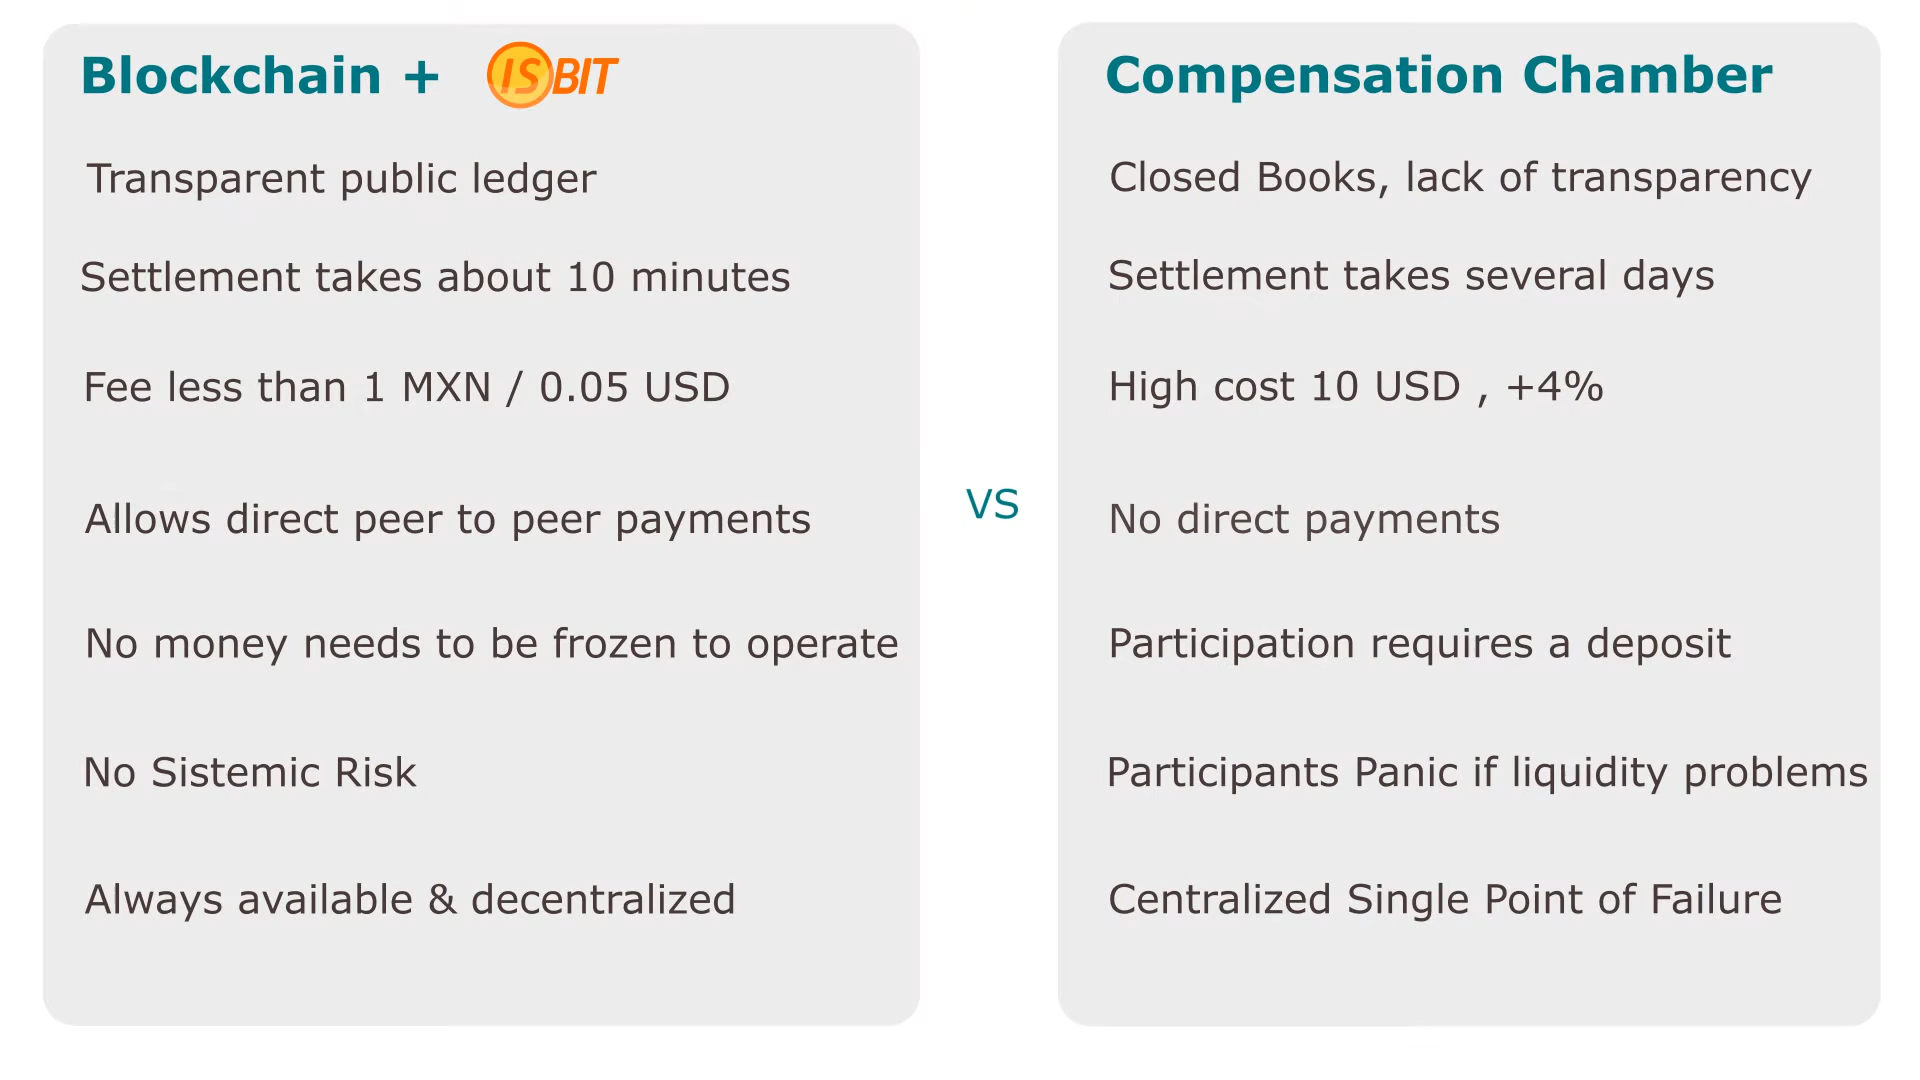 Blockchain + ISBIT
Transparent public ledger
Settlement takes about 10 minutes
Fee less than 1 MXN / 0.05 USD
Allows direct peer to peer payments
No money needs to be frozen to operate
No Sistemic Risk
Always available & decentralized
VS
Compensation Chamber
Closed Books, lack of transparency
Settlement takes several days
High cost 10 USD , +4%
No direct payments
Participation requires a deposit
Participants Panic if liquidity problems
Centralized Single Point of Failure